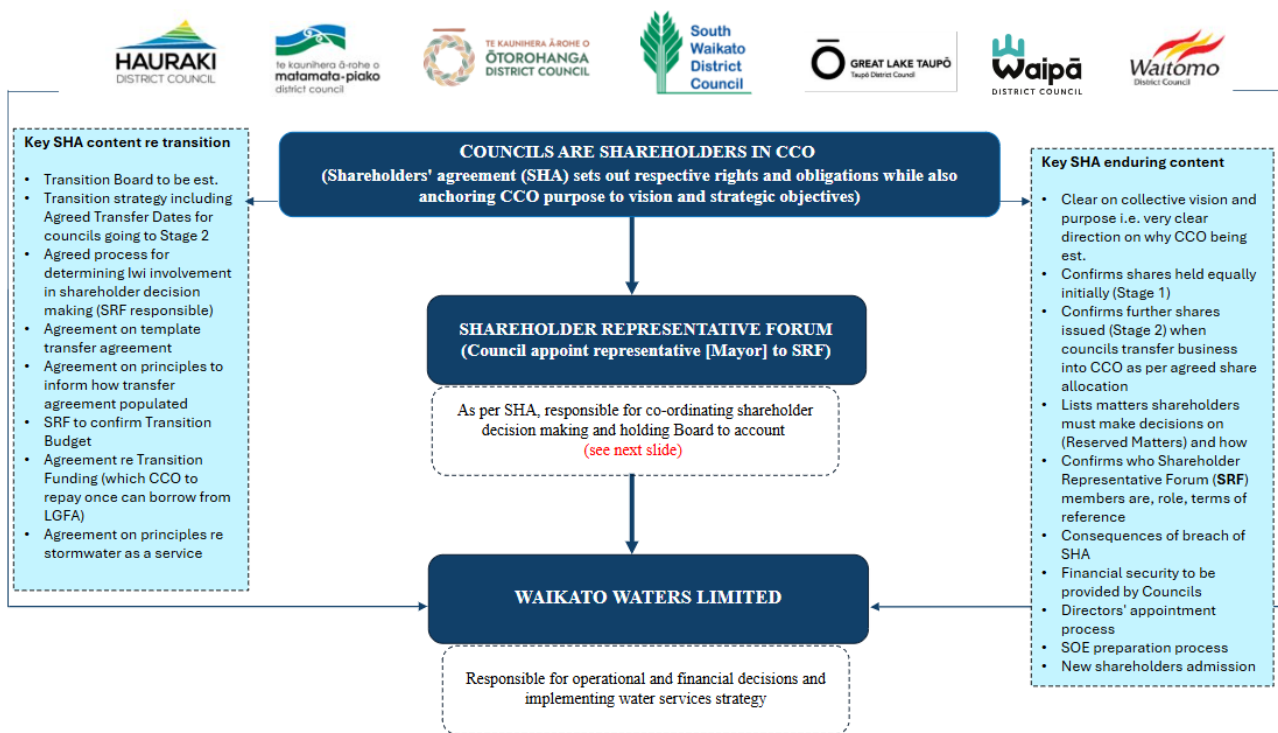 HAURAKI
DISTRICT COUNCIL
te kaunihera ā-rohe o
matamata-piako
district council
TE KAUNIHERA ĀROHE O
ŌTOROHANGA
DISTRICT COUNCIL
South
Waikato
District
Council
GREAT LAKE TAUPŌ
Taupō District Council
Waipā
DISTRICT COUNCIL
Waitomo
District Council
Key SHA content re transition
• Transition Board to be est.
• Transition strategy including
Agreed Transfer Dates for
councils going to Stage 2
• Agreed process for
determining Iwi involvement
in shareholder decision
making (SRF responsible)
• Agreement on template
transfer agreement
• Agreement on principles to
inform how transfer
agreement populated
• SRF to confirm Transition
Budget
• Agreement re Transition
Funding (which CCO to
repay once can borrow from
LGFA)
• Agreement on principles re
stormwater as a service
COUNCILS ARE SHAREHOLDERS IN CCO
(Shareholders' agreement (SHA) sets out respective rights and obligations while also
anchoring CCO purpose to vision and strategic objectives)
SHAREHOLDER REPRESENTATIVE FORUM
(Council appoint representative [Mayor] to SRF)
As per SHA, responsible for co-ordinating shareholder
decision making and holding Board to account
(see next slide)
WAIKATO WATERS LIMITED
Responsible for operational and financial decisions and
implementing water services strategy
Key SHA enduring content
• Clear on collective vision and
purpose i.e. very clear
direction on why CCO being
est.
• Confirms shares held equally
initially (Stage 1)
• Confirms further shares
issued (Stage 2) when
councils transfer business
into CCO as per agreed share
allocation
• Lists matters shareholders
must make decisions on
(Reserved Matters) and how
• Confirms who Shareholder
Representative Forum (SRF)
members are, role, terms of
reference
• Consequences of breach of
SHA
• Financial security to be
provided by Councils
• Directors' appointment
process
• SOE preparation process
• New shareholders admission